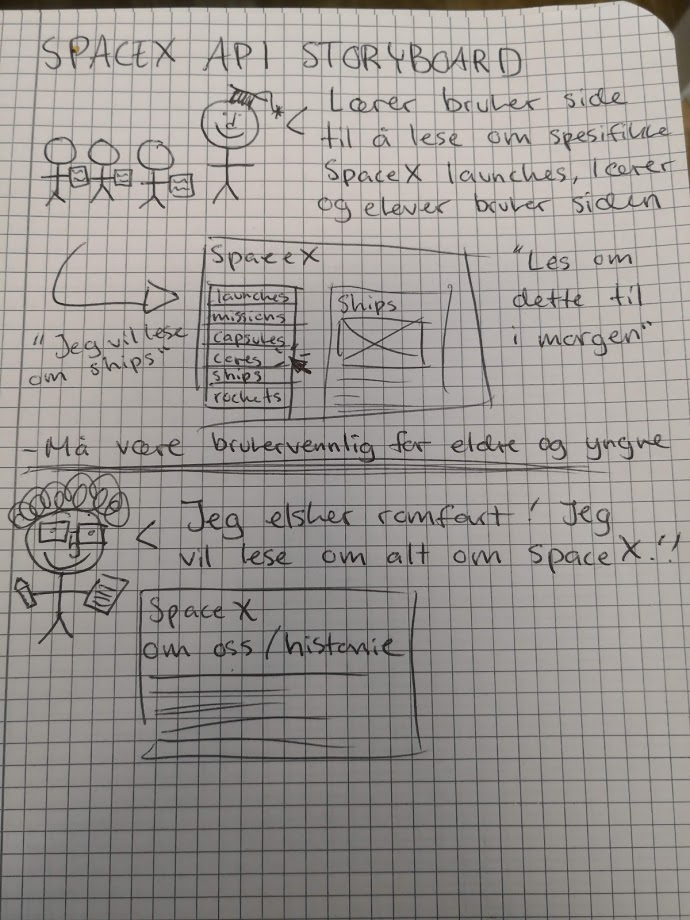 SPACEX API STORYBOARD
Lærer bruker side
til å lese om spesifikke
SpaceX launches, lærer
og elever bruker siden
SpaceX
launches
missions
capsules
cores
ships
rockets
Ships
"Les om
dette til
i morgen"
"Jeg vil lese
om ships"
- Må være brukervennlig for eldre og yngre
Jeg elsker romfart! Jeg
vil lese om alt om SpaceX."
SpaceX
om oss/historie